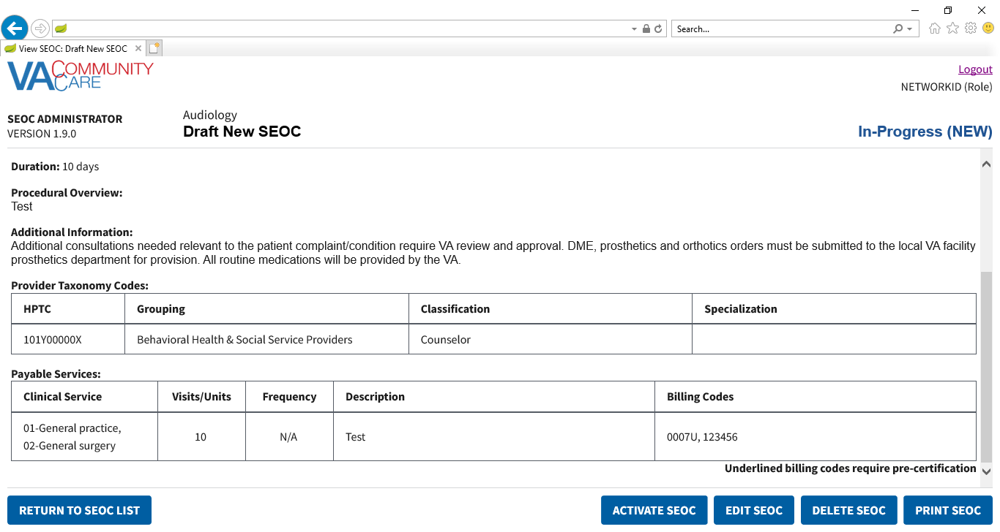 Search...
View SEOC: Draft New SEOC
VA COMMUNITY CARE
Logout
NETWORKID (Role)
SEOC ADMINISTRATOR
VERSION 1.9.0
Audiology
Draft New SEOC
In-Progress (NEW)
Duration: 10 days
Procedural Overview:
Test
Additional Information:
Additional consultations needed relevant to the patient complaint/condition require VA review and approval. DME, prosthetics and orthotics orders must be submitted to the local VA facility
prosthetics department for provision. All routine medications will be provided by the VA.
Provider Taxonomy Codes:
HPTC Grouping Classification Specialization
101Y00000X Behavioral Health & Social Service Providers Counselor
Payable Services:
Clinical Service Visits/Units Frequency Description Billing Codes
01-General practice,
02-General surgery
10 N/A Test 0007U, 123456
Underlined billing codes require pre-certification
RETURN TO SEOC LIST ACTIVATE SEOC EDIT SEOC DELETE SEOC PRINT SEOC